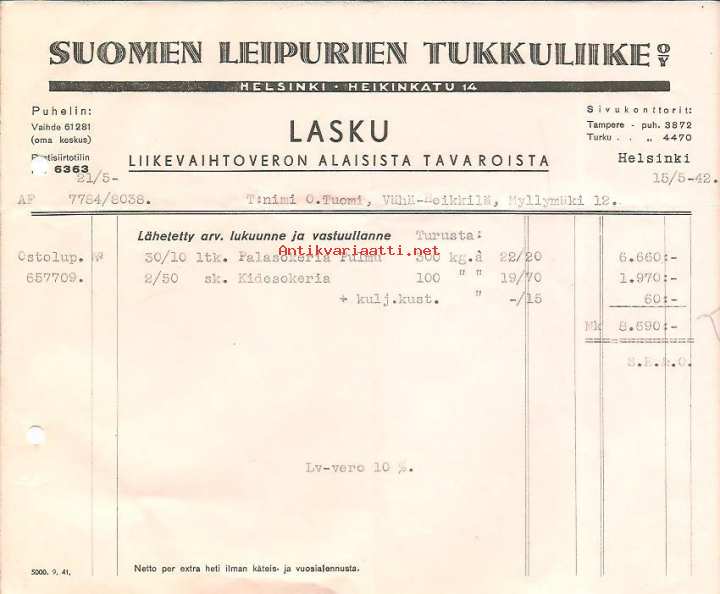 SUOMEN LEIPURIEN TUKKULIIKE OY
HELSINKI · HEIKINKATU 14
Puhelin:
Vaihde 61281
(oma keskus)
Postisiirtotilin
6363
LASKU
LIIKEVAIHTOVERON ALAISISTA TAVAROISTA
Sivukonttorit:
Tampere - puh. 3872
Turku . . „ 4470
Helsinki
21/5-
15/5-42.
AF 7784/8038. T:nimi O.Tuomi, Vähä-Heikkilä, Myllymäki 12.
Lähetetty arv. lukuunne ja vastuullanne Turusta:
Antikvariaatti.net
Ostolup. N° 30/10 ltk. Palasokeria Pulmu 300 kg.à 22/20 6.660:-
657709. 2/50 sk. Kidesokeria 100 " " 19/70 1.970:-
+ kulj.kust. " -/15 60:-
Mk 8.690:-
S.E.&O.
Lv-vero 10 %.
5000. 9. 41.
Netto per extra heti ilman käteis- ja vuosialennusta.